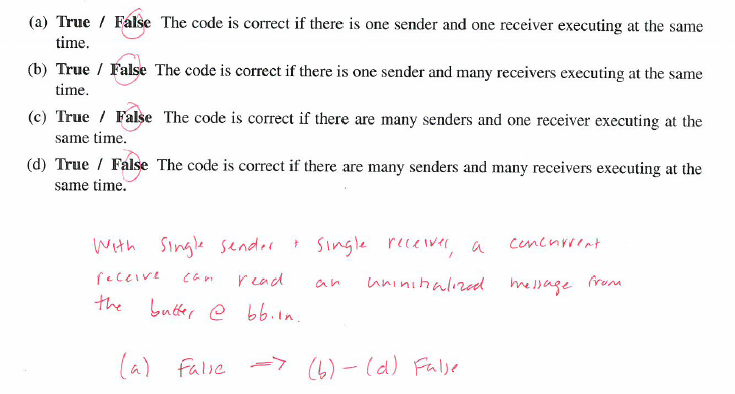 (a) True / False The code is correct if there is one sender and one receiver executing at the same
time.
(b) True / False The code is correct if there is one sender and many receivers executing at the same
time.
(c) True / False The code is correct if there are many senders and one receiver executing at the
same time.
(d) True / False The code is correct if there are many senders and many receivers executing at the
same time.
With single sender + single receiver, a concurrent
receive can read an uninitialized message from
the buffer @ bb.in.
(a) False => (b) - (d) False